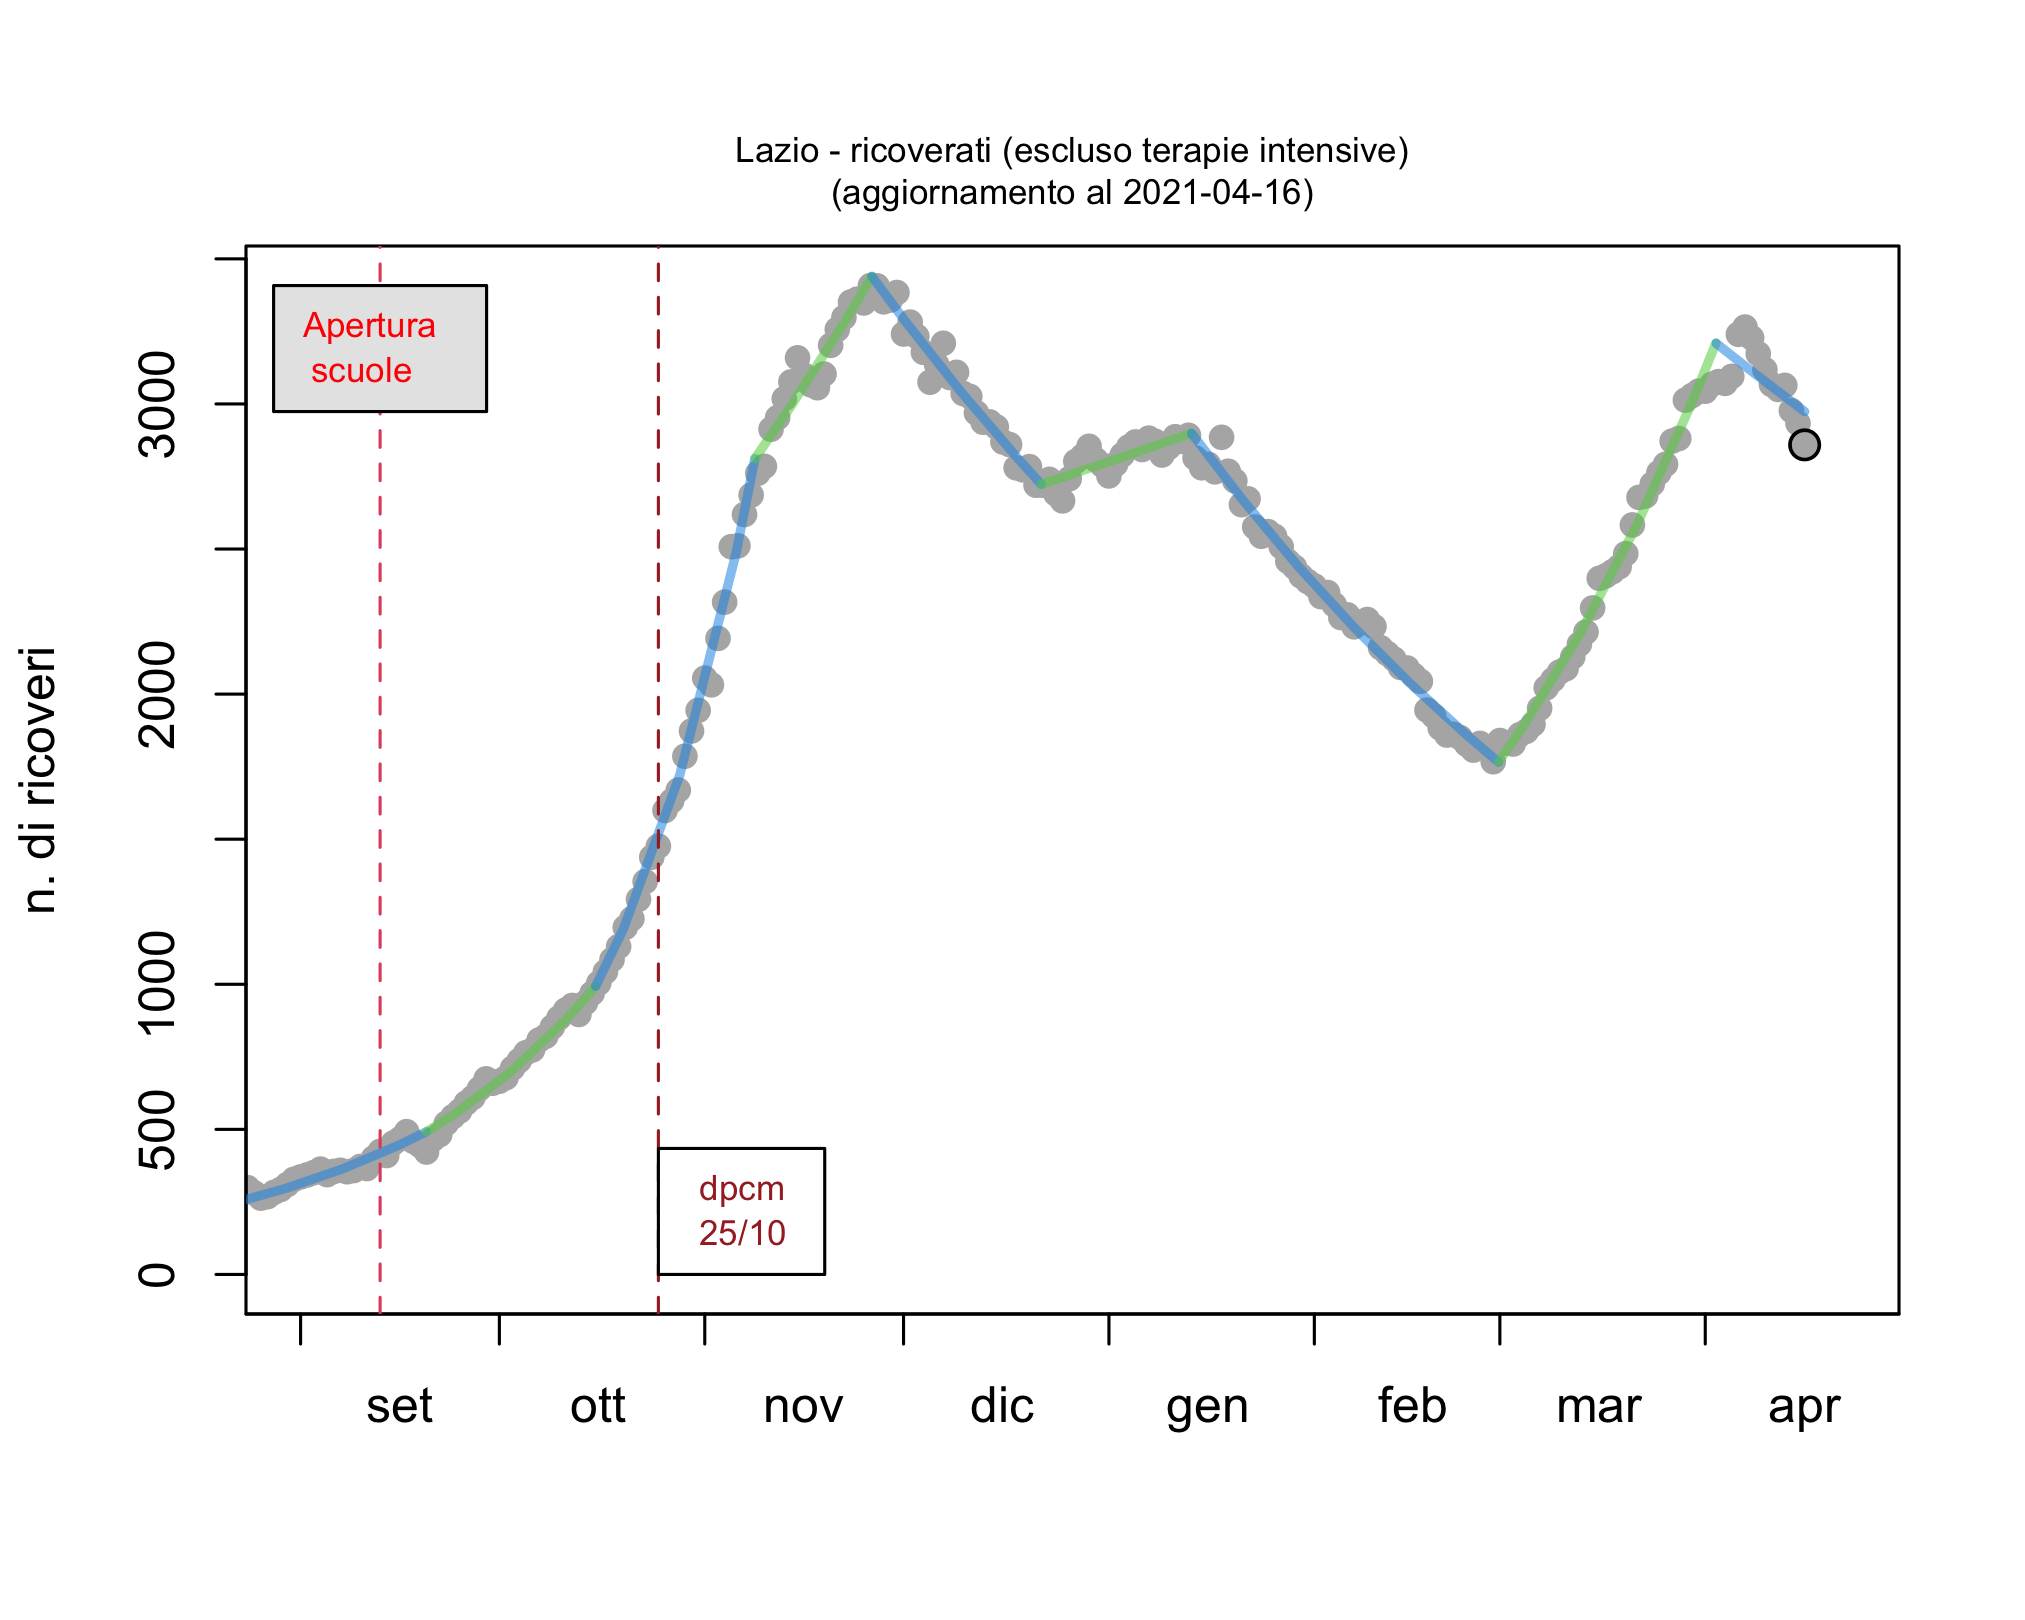 Lazio - ricoverati (escluso terapie intensive)
(aggiornamento al 2021-04-16)
Apertura
scuole
n. di ricoveri
3000
2000
1000
500
0
dpcm
25/10
set ott nov dic gen feb mar apr